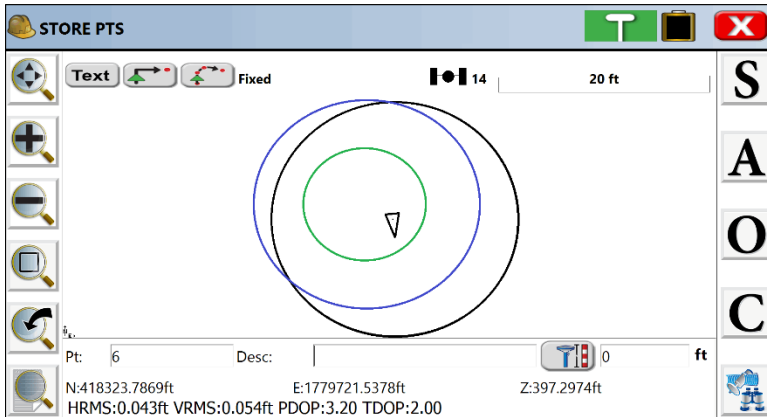 STORE PTS
Text Fixed 14 20 ft
S
A
O
C
Pt: 6 Desc: 0 ft
N:418323.7869ft E:1779721.5378ft Z:397.2974ft
HRMS:0.043ft VRMS:0.054ft PDOP:3.20 TDOP:2.00